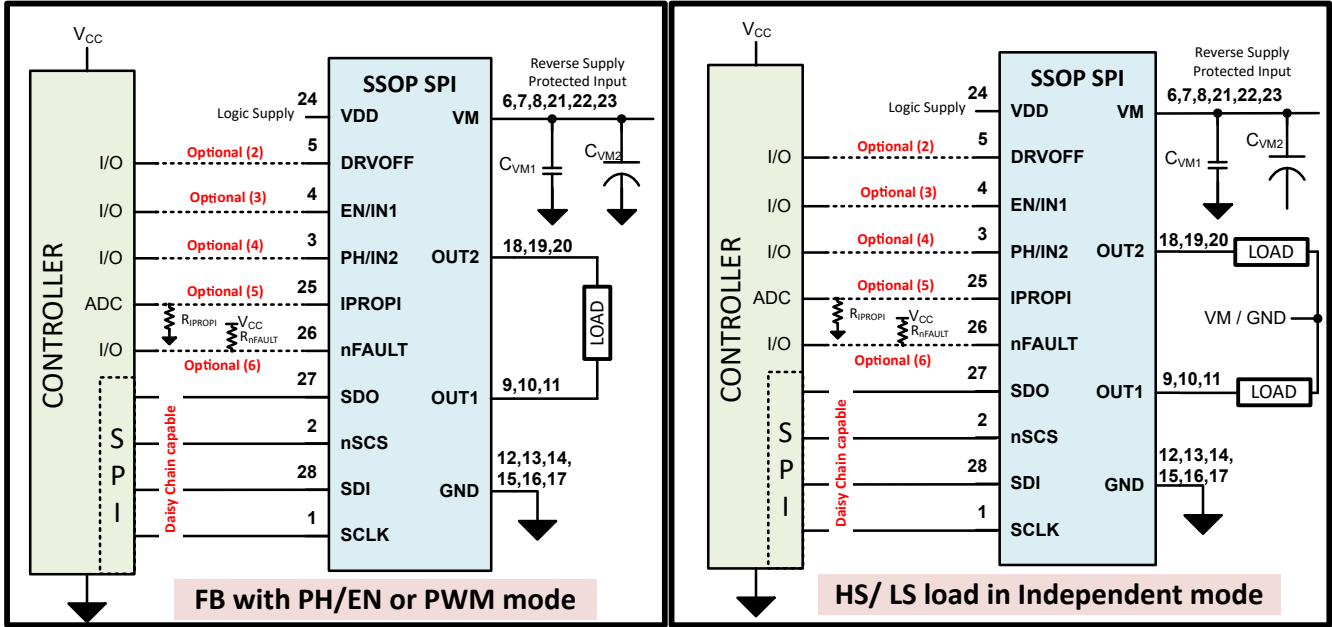 VCC
CONTROLLER
I/O
I/O
I/O
ADC
I/O
SPI
Logic Supply
Optional (2)
Optional (3)
Optional (4)
Optional (5)
RIPROPI
VCC
RnFAULT
Optional (6)
Daisy Chain capable
24
5
4
3
25
26
27
2
28
1
SSOP SPI
VDD
DRVOFF
EN/IN1
PH/IN2
IPROPI
nFAULT
SDO
nSCS
SDI
SCLK
VM
OUT2
OUT1
GND
Reverse Supply
Protected Input
6,7,8,21,22,23
CVM1
CVM2
18,19,20
LOAD
9,10,11
12,13,14,
15,16,17
FB with PH/EN or PWM mode
VCC
CONTROLLER
I/O
I/O
I/O
ADC
I/O
SPI
Logic Supply
Optional (2)
Optional (3)
Optional (4)
Optional (5)
RIPROPI
VCC
RnFAULT
Optional (6)
Daisy Chain capable
24
5
4
3
25
26
27
2
28
1
SSOP SPI
VDD
DRVOFF
EN/IN1
PH/IN2
IPROPI
nFAULT
SDO
nSCS
SDI
SCLK
VM
OUT2
OUT1
GND
Reverse Supply
Protected Input
6,7,8,21,22,23
CVM1
CVM2
18,19,20
LOAD
VM / GND
9,10,11
LOAD
12,13,14,
15,16,17
HS/ LS load in Independent mode